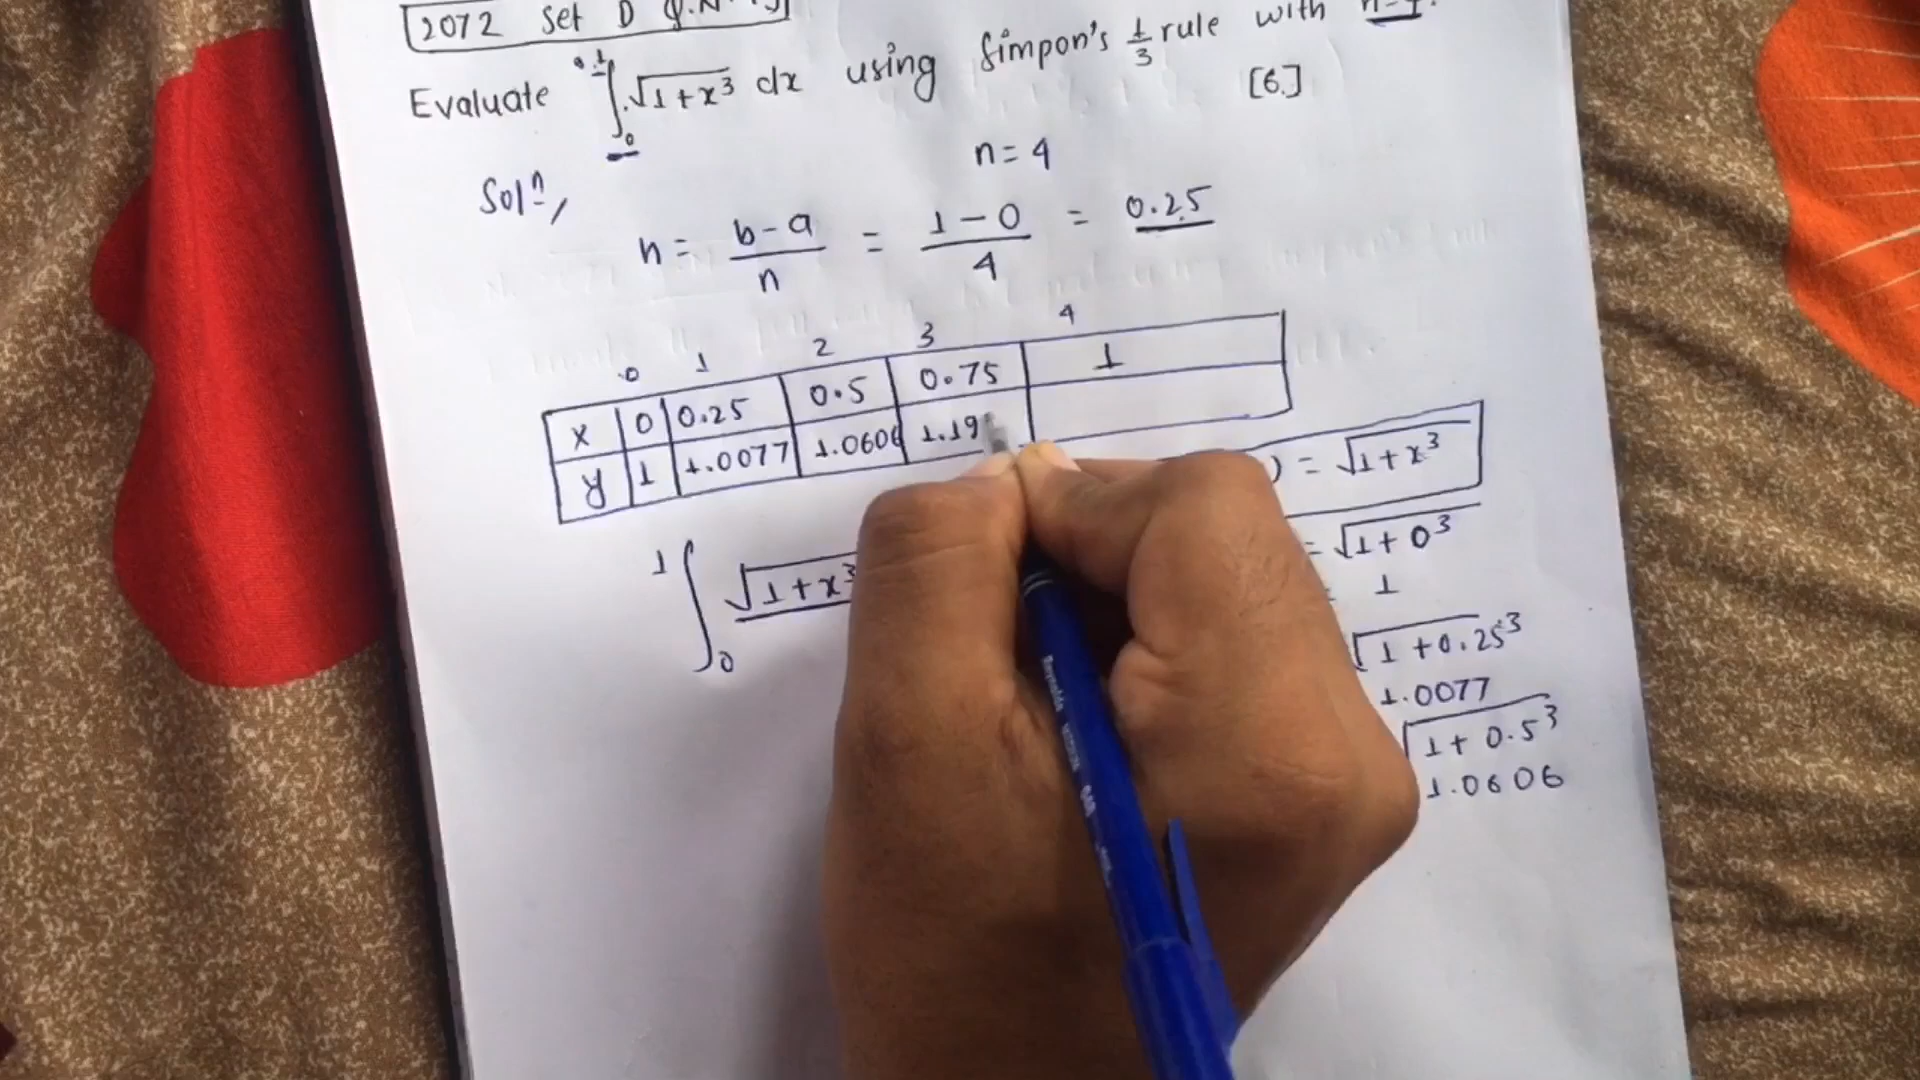 2072 Set D
Evaluate ∫₀¹ √1+x³ dx using Simpon's 1/3 rule with n=4.
[6.]
Solⁿ,
n = 4
h = b-a/n = 1-0/4 = 0.25
0 1 2 3 4
x 0 0.25 0.5 0.75 1
y 1 1.0077 1.0606 1.19
) = √1+x³
= √1+0³
1
1 ∫ 0 √1+x³
√1+0.25³
1.0077
√1+0.5³
1.0606